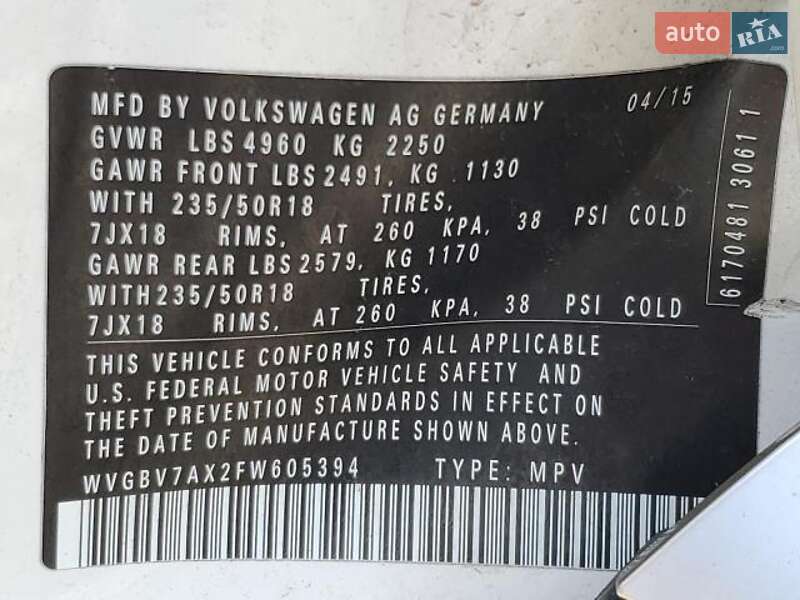 auto RIA
MFD BY VOLKSWAGEN AG GERMANY 04/15
GVWR LBS 4960 KG 2250
GAWR FRONT LBS 2491, KG 1130
WITH 235/50R18 TIRES,
7JX18 RIMS, AT 260 KPA, 38 PSI COLD
GAWR REAR LBS 2579, KG 1170
WITH 235/50R18 TIRES,
7JX18 RIMS, AT 260 KPA, 38 PSI COLD
THIS VEHICLE CONFORMS TO ALL APPLICABLE
U.S. FEDERAL MOTOR VEHICLE SAFETY AND
THEFT PREVENTION STANDARDS IN EFFECT ON
THE DATE OF MANUFACTURE SHOWN ABOVE.
WVGBV7AX2FW605394 TYPE: MPV
6170481 3061 1